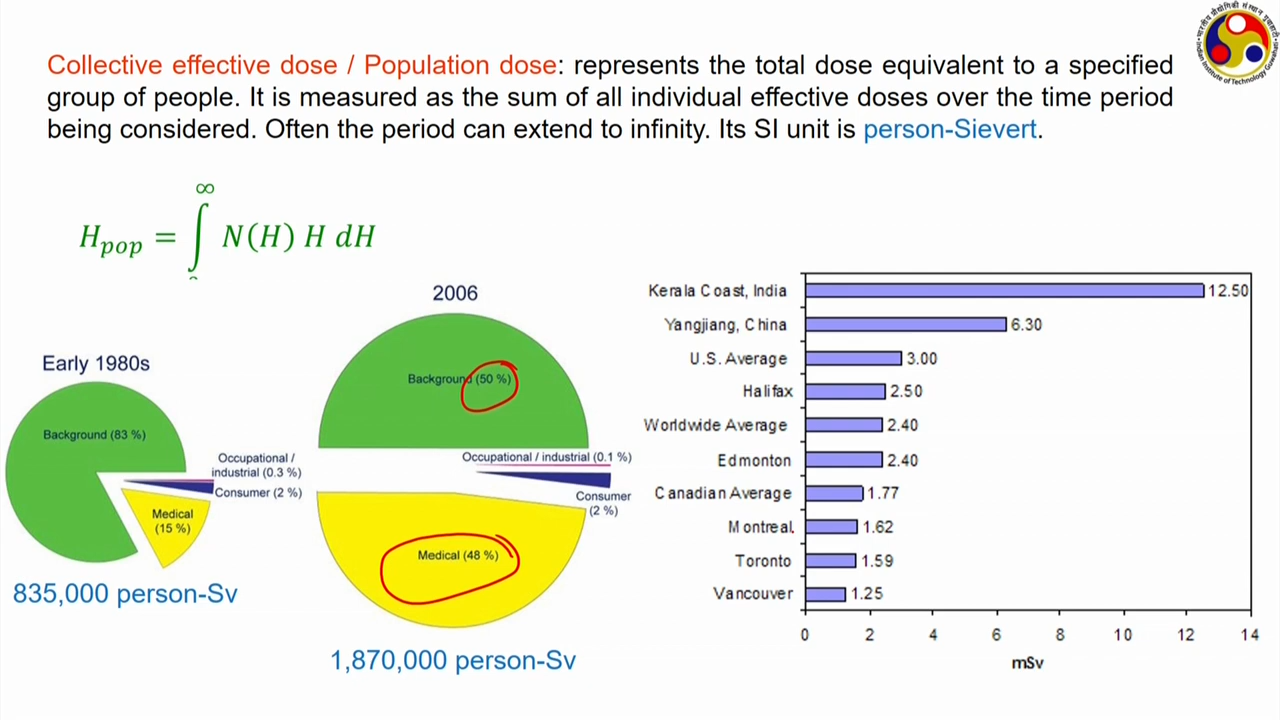 Collective effective dose / Population dose: represents the total dose equivalent to a specified
group of people. It is measured as the sum of all individual effective doses over the time period
being considered. Often the period can extend to infinity. Its SI unit is person-Sievert.
∞
H_pop = ∫ N(H) H dH
Early 1980s
Background (83 %)
Occupational /
industrial (0.3 %)
Consumer (2 %)
Medical
(15 %)
835,000 person-Sv
2006
Background (50 %)
Occupational / industrial (0.1 %)
Consumer
(2 %)
Medical (48 %)
1,870,000 person-Sv
Kerala Coast, India 12.50
Yangjiang, China 6.30
U.S. Average 3.00
Halifax 2.50
Worldwide Average 2.40
Edmonton 2.40
Canadian Average 1.77
Montreal. 1.62
Toronto 1.59
Vancouver 1.25
0 2 4 6 8 10 12 14
mSv